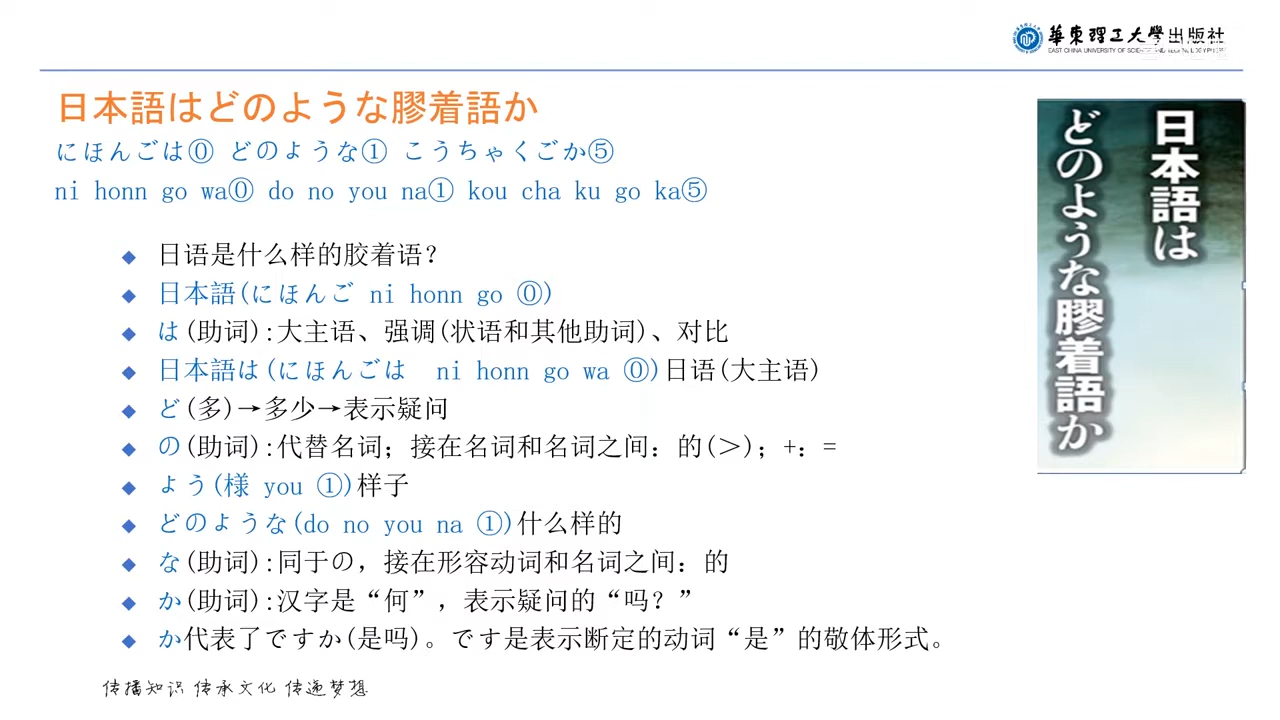 華東理工大學出版社
EAST CHINA UNIVERSITY OF SCIENCE AND TECHNOLOGY PRESS
日本語はどのような膠着語か
にほんごは⓪ どのような① こうちゃくごか⑤
ni honn go wa⓪ do no you na① kou cha ku go ka⑤
日语是什么样的胶着语?
日本語(にほんご ni honn go ⓪)
は(助词):大主语、强调(状语和其他助词)、对比
日本語は(にほんごは ni honn go wa ⓪)日语(大主语)
ど(多)→多少→表示疑问
の(助词):代替名词；接在名词和名词之间：的(＞)；+：=
よう(様 you ①)样子
どのような(do no you na ①)什么样的
な(助词):同于の，接在形容动词和名词之间：的
か(助词):汉字是“何”，表示疑问的“吗？”
か代表了ですか(是吗)。です是表示断定的动词“是”的敬体形式。
日本語は
どのような膠着語か
传播知识 传承文化 传递梦想